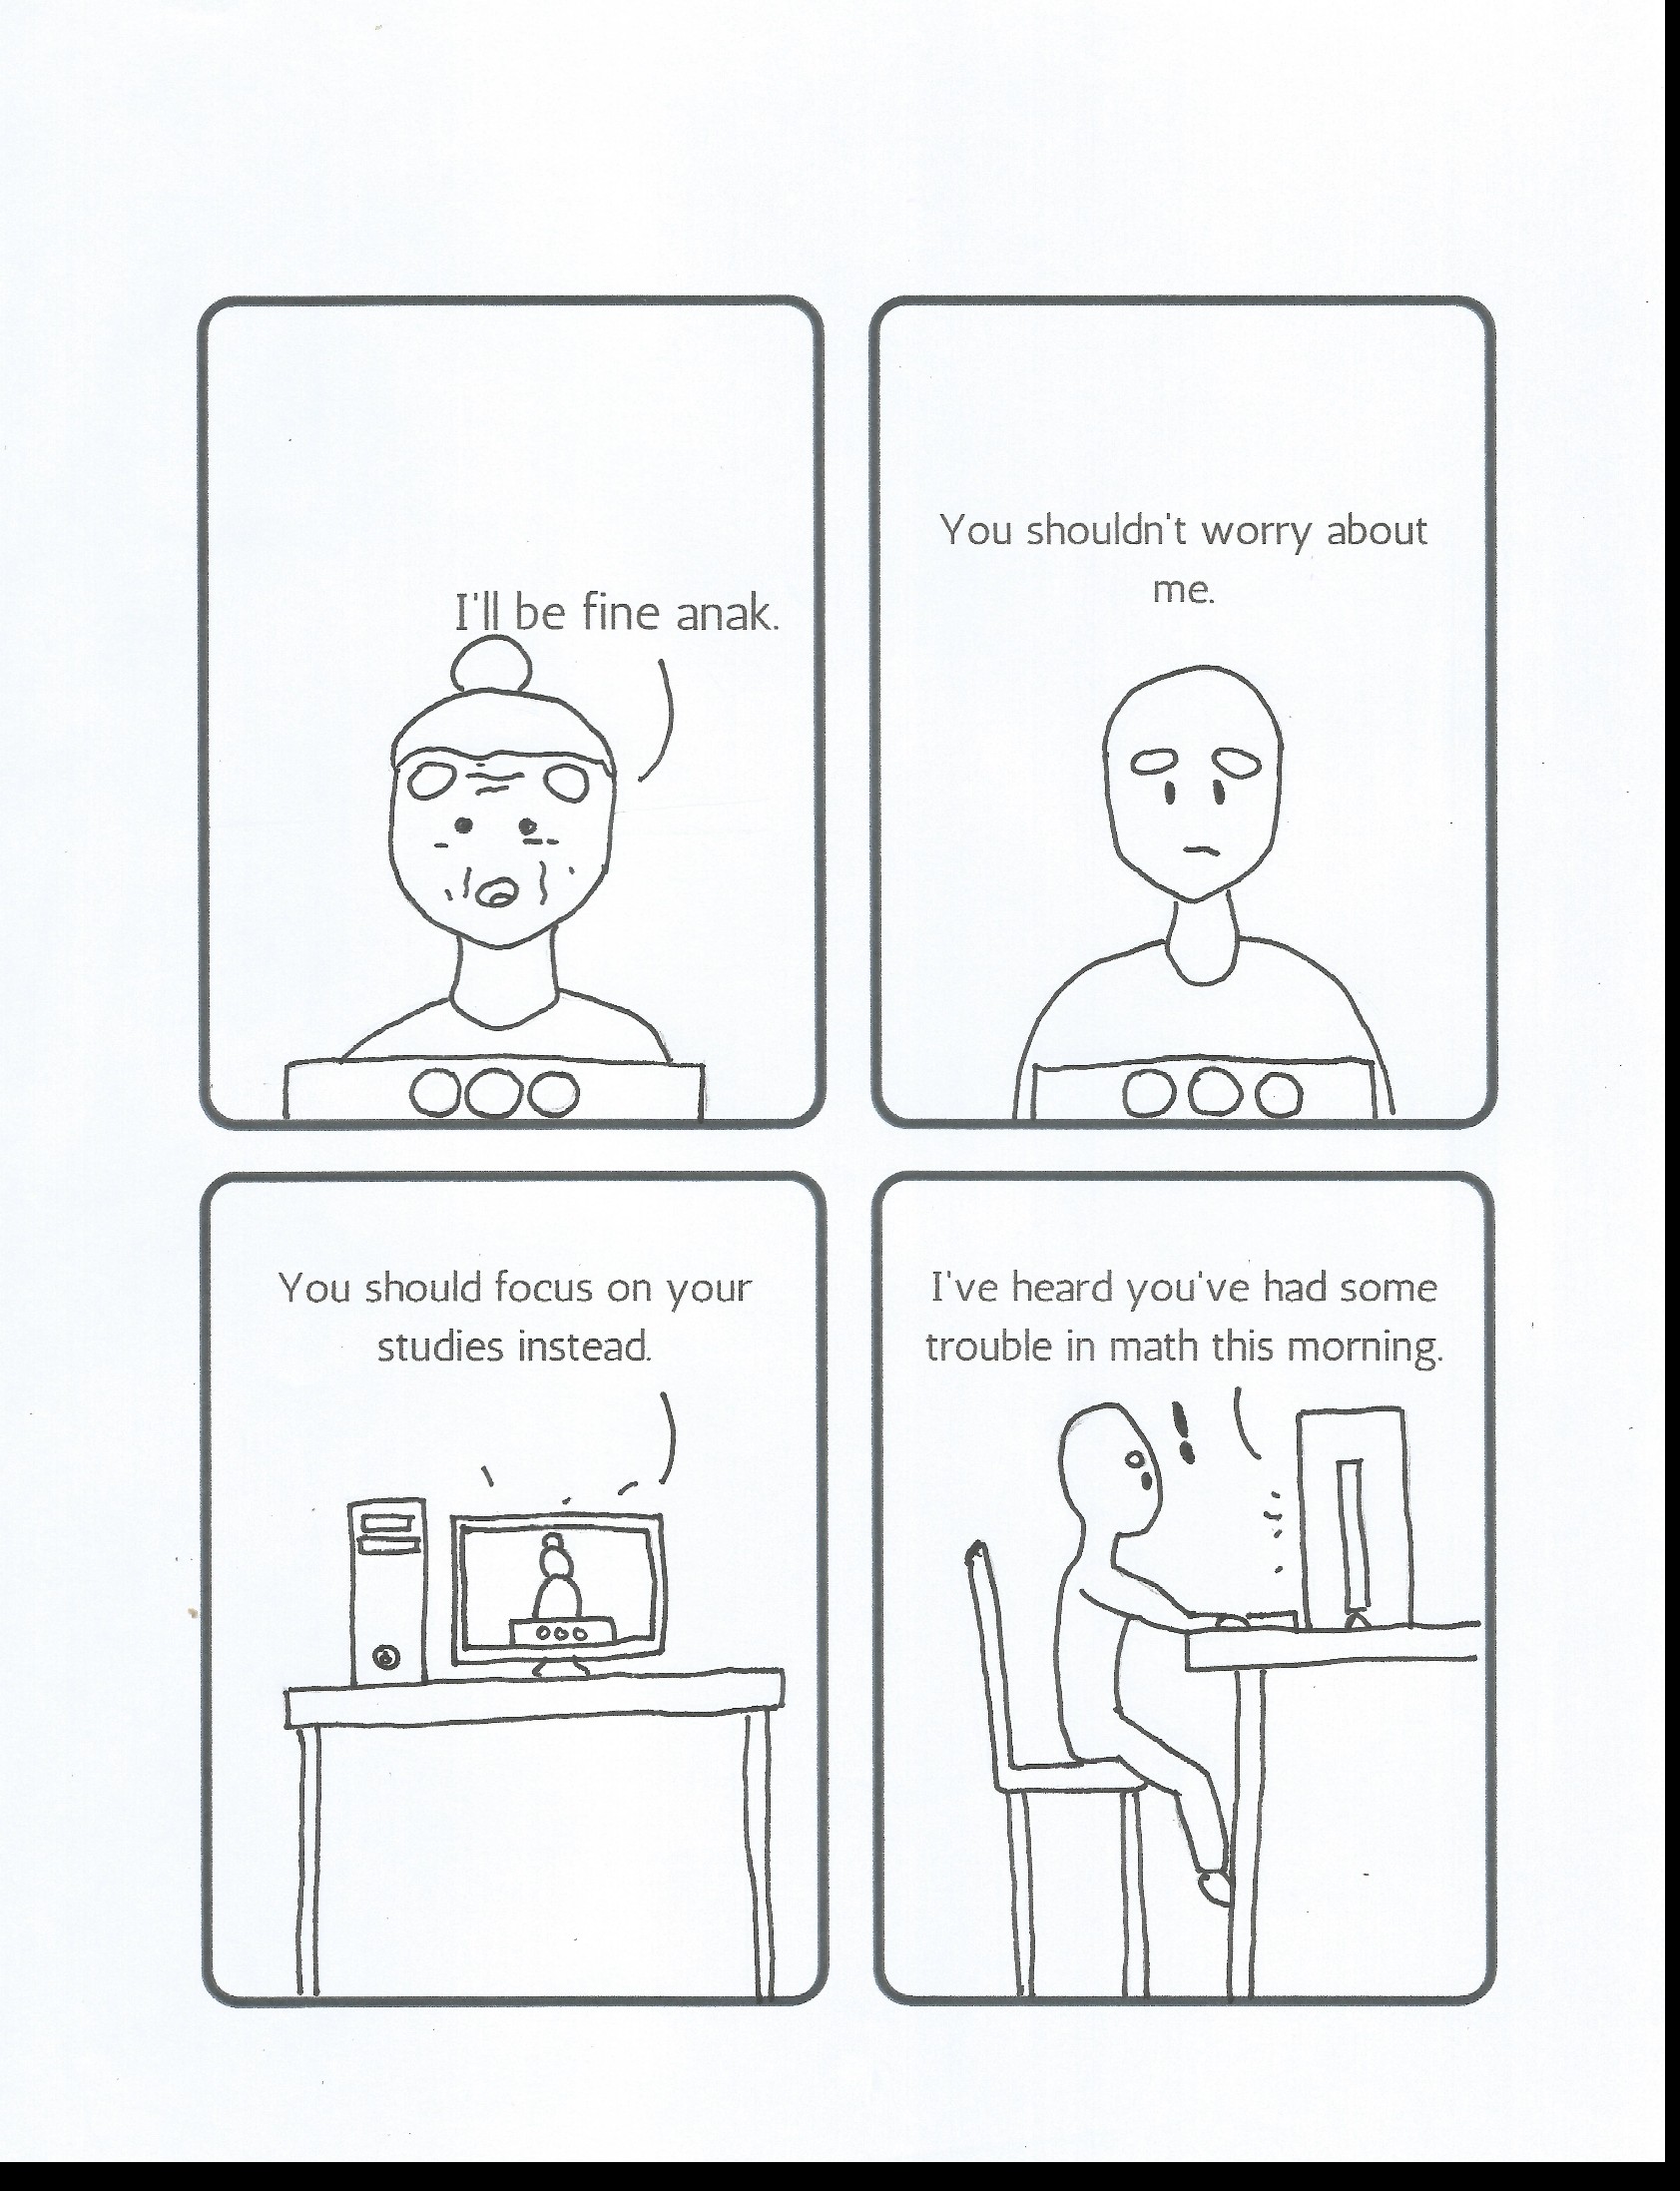 I'll be fine anak.
You shouldn't worry about
me.
You should focus on your
studies instead.
I've heard you've had some
trouble in math this morning.